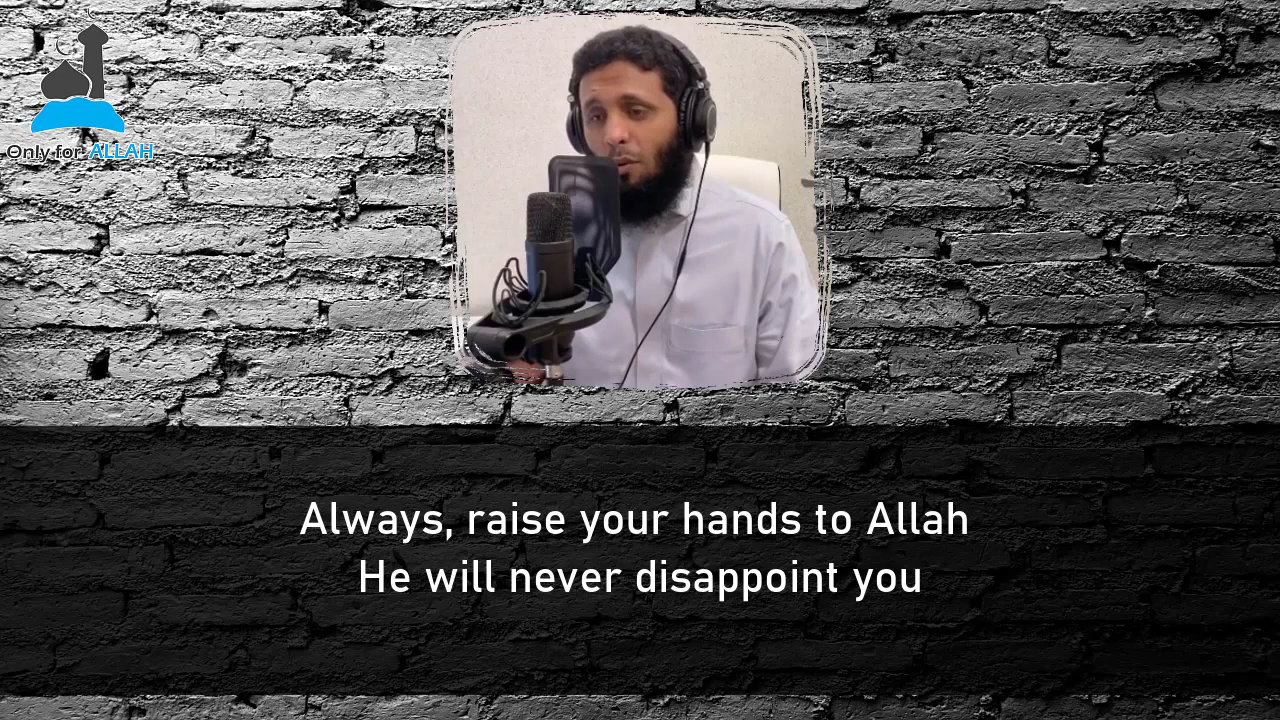 Only for ALLAH
Always, raise your hands to Allah
He will never disappoint you